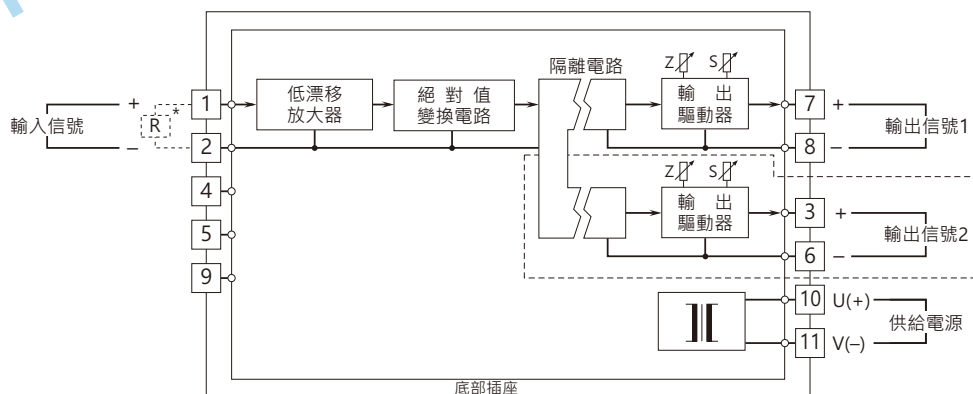 隔離電路
Z S
1 低漂移
放大器
絕 對 值
變換電路
輸 出
驅動器
7 +
輸出信號1
8 –
輸入信號
+
R *
–
2
4
5
9
Z S
輸 出
驅動器
3 +
輸出信號2
6 –
10 U(+)
供給電源
11 V(–)
底部插座